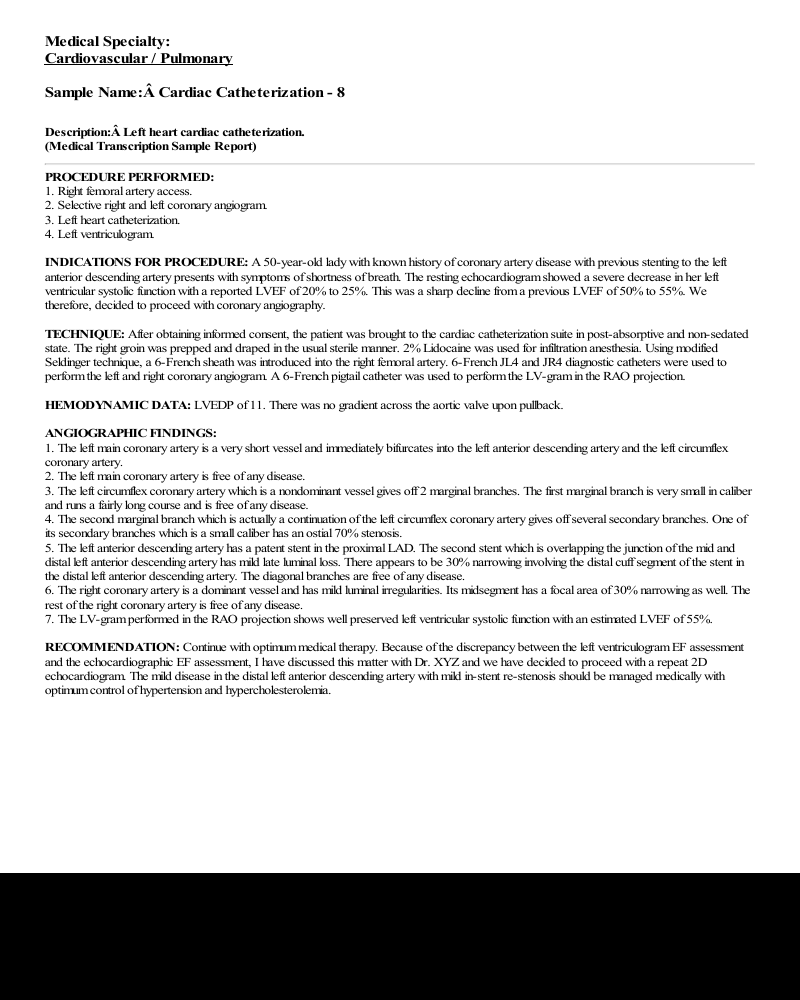 Medical Specialty:
Cardiovascular / Pulmonary
Sample Name:Â Cardiac Catheterization - 8
Description:Â Left heart cardiac catheterization.
(Medical Transcription Sample Report)
PROCEDURE PERFORMED:
1. Right femoral artery access.
2. Selective right and left coronary angiogram.
3. Left heart catheterization.
4. Left ventriculogram.
INDICATIONS FOR PROCEDURE: A 50-year-old lady with known history of coronary artery disease with previous stenting to the left
anterior descending artery presents with symptoms of shortness of breath. The resting echocardiogram showed a severe decrease in her left
ventricular systolic function with a reported LVEF of 20% to 25%. This was a sharp decline from a previous LVEF of 50% to 55%. We
therefore, decided to proceed with coronary angiography.
TECHNIQUE: After obtaining informed consent, the patient was brought to the cardiac catheterization suite in post-absorptive and non-sedated
state. The right groin was prepped and draped in the usual sterile manner. 2% Lidocaine was used for infiltration anesthesia. Using modified
Seldinger technique, a 6-French sheath was introduced into the right femoral artery. 6-French JL4 and JR4 diagnostic catheters were used to
perform the left and right coronary angiogram. A 6-French pigtail catheter was used to perform the LV-gram in the RAO projection.
HEMODYNAMIC DATA: LVEDP of 11. There was no gradient across the aortic valve upon pullback.
ANGIOGRAPHIC FINDINGS:
1. The left main coronary artery is a very short vessel and immediately bifurcates into the left anterior descending artery and the left circumflex
coronary artery.
2. The left main coronary artery is free of any disease.
3. The left circumflex coronary artery which is a nondominant vessel gives off 2 marginal branches. The first marginal branch is very small in caliber
and runs a fairly long course and is free of any disease.
4. The second marginal branch which is actually a continuation of the left circumflex coronary artery gives off several secondary branches. One of
its secondary branches which is a small caliber has an ostial 70% stenosis.
5. The left anterior descending artery has a patent stent in the proximal LAD. The second stent which is overlapping the junction of the mid and
distal left anterior descending artery has mild late luminal loss. There appears to be 30% narrowing involving the distal cuff segment of the stent in
the distal left anterior descending artery. The diagonal branches are free of any disease.
6. The right coronary artery is a dominant vessel and has mild luminal irregularities. Its midsegment has a focal area of 30% narrowing as well. The
rest of the right coronary artery is free of any disease.
7. The LV-gram performed in the RAO projection shows well preserved left ventricular systolic function with an estimated LVEF of 55%.
RECOMMENDATION: Continue with optimum medical therapy. Because of the discrepancy between the left ventriculogram EF assessment
and the echocardiographic EF assessment, I have discussed this matter with Dr. XYZ and we have decided to proceed with a repeat 2D
echocardiogram. The mild disease in the distal left anterior descending artery with mild in-stent re-stenosis should be managed medically with
optimum control of hypertension and hypercholesterolemia.